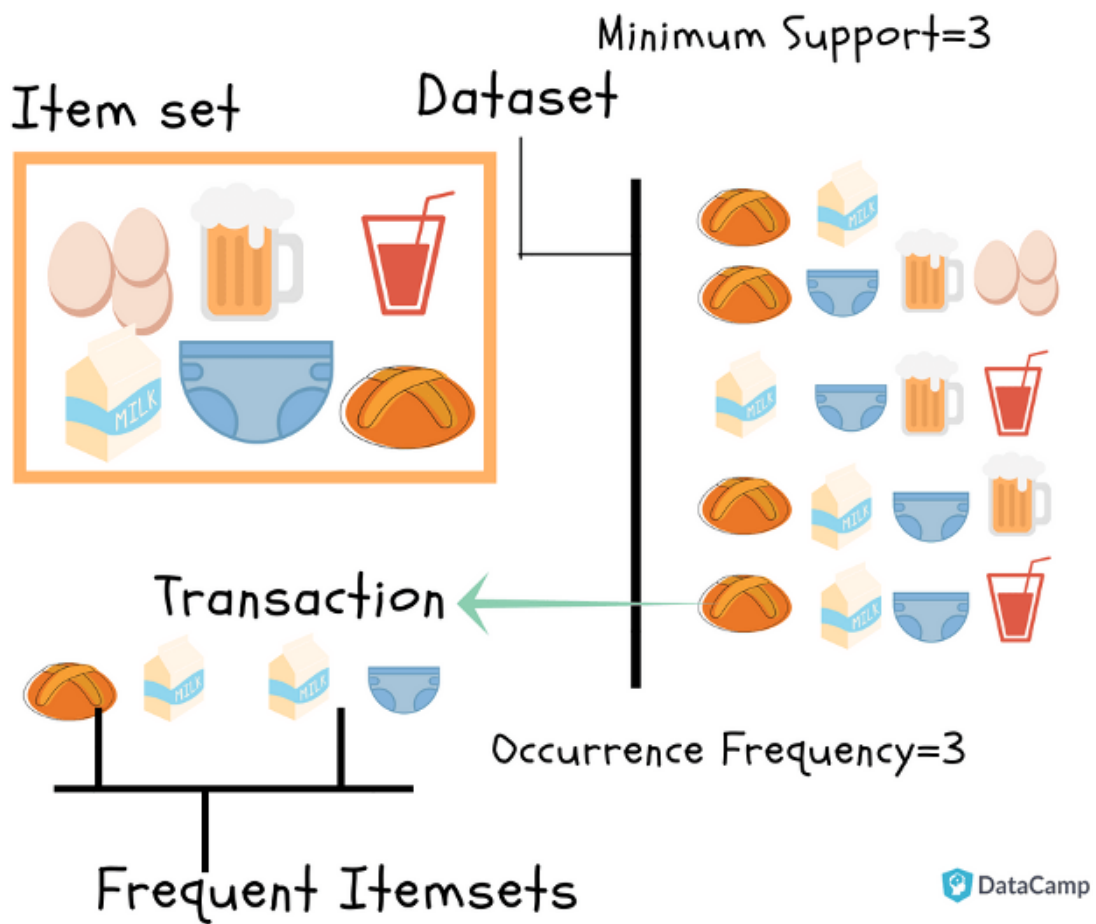 Minimum Support=3
Dataset
Item set
MILK
MILK
MILK
MILK
MILK
Transaction
MILK
MILK
Occurrence Frequency=3
Frequent Itemsets
DataCamp